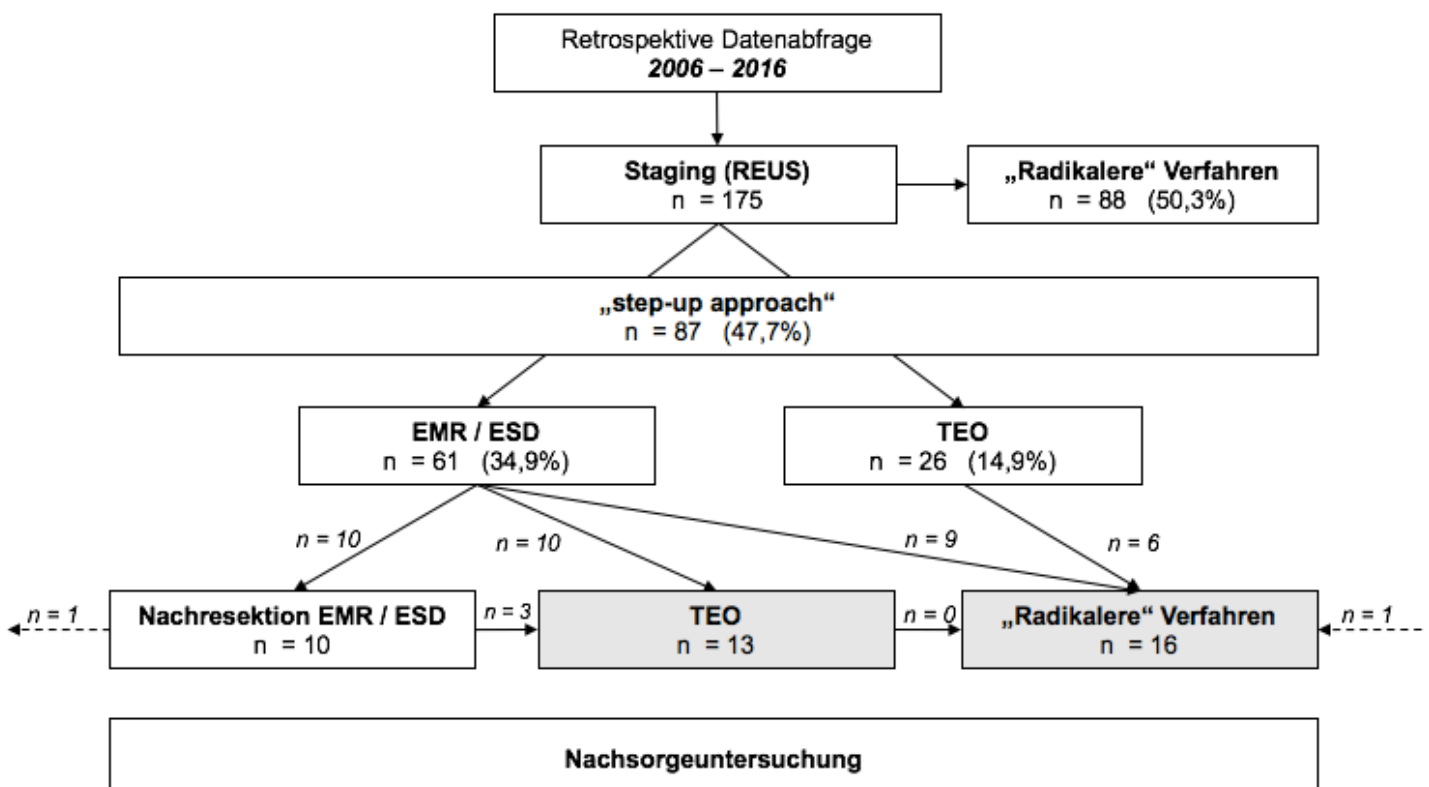 Retrospektive Datenabfrage
2006 – 2016
Staging (REUS)
n = 175
„Radikalere“ Verfahren
n = 88 (50,3%)
„step-up approach“
n = 87 (47,7%)
EMR / ESD
n = 61 (34,9%)
TEO
n = 26 (14,9%)
n = 10
n = 10
n = 9
n = 6
n = 1
Nachresektion EMR / ESD
n = 10
n = 3
TEO
n = 13
n = 0
„Radikalere“ Verfahren
n = 16
n = 1
Nachsorgeuntersuchung